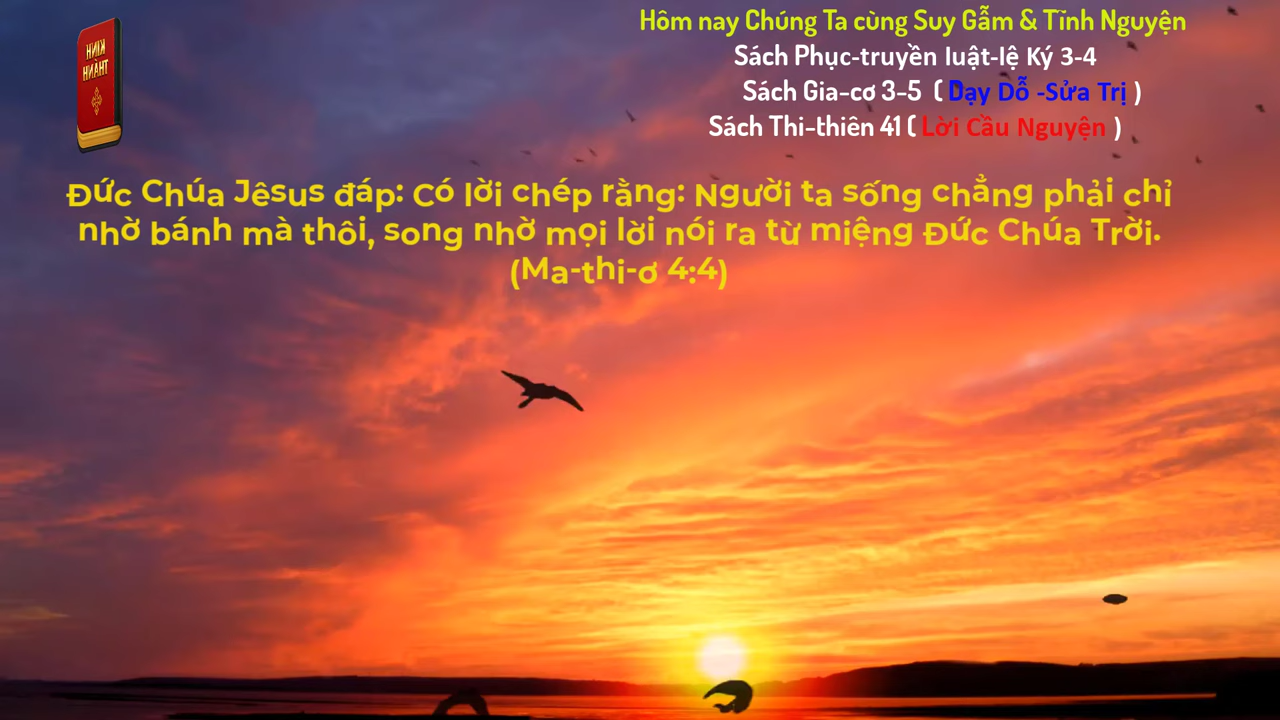 KINH
THÁNH
Hôm nay Chúng Ta cùng Suy Gẫm & Tĩnh Nguyện
Sách Phục-truyền luật-lệ Ký 3-4
Sách Gia-cơ 3-5 ( Dạy Dỗ -Sửa Trị )
Sách Thi-thiên 41 ( Lời Cầu Nguyện )
Đức Chúa Jêsus đáp: Có lời chép rằng: Người ta sống chẳng phải chỉ
nhờ bánh mà thôi, song nhờ mọi lời nói ra từ miệng Đức Chúa Trời.
(Ma-thi-ơ 4:4)